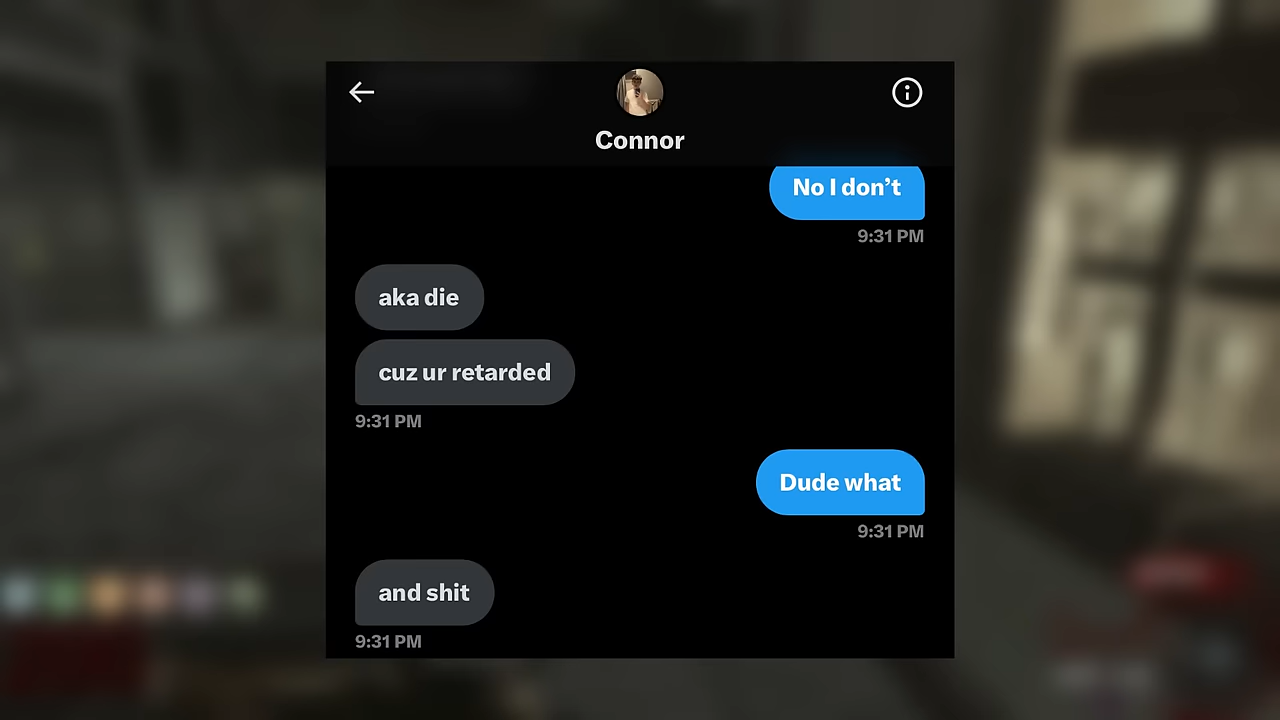 Connor
No I don’t
9:31 PM
aka die
cuz ur retarded
9:31 PM
Dude what
9:31 PM
and shit
9:31 PM